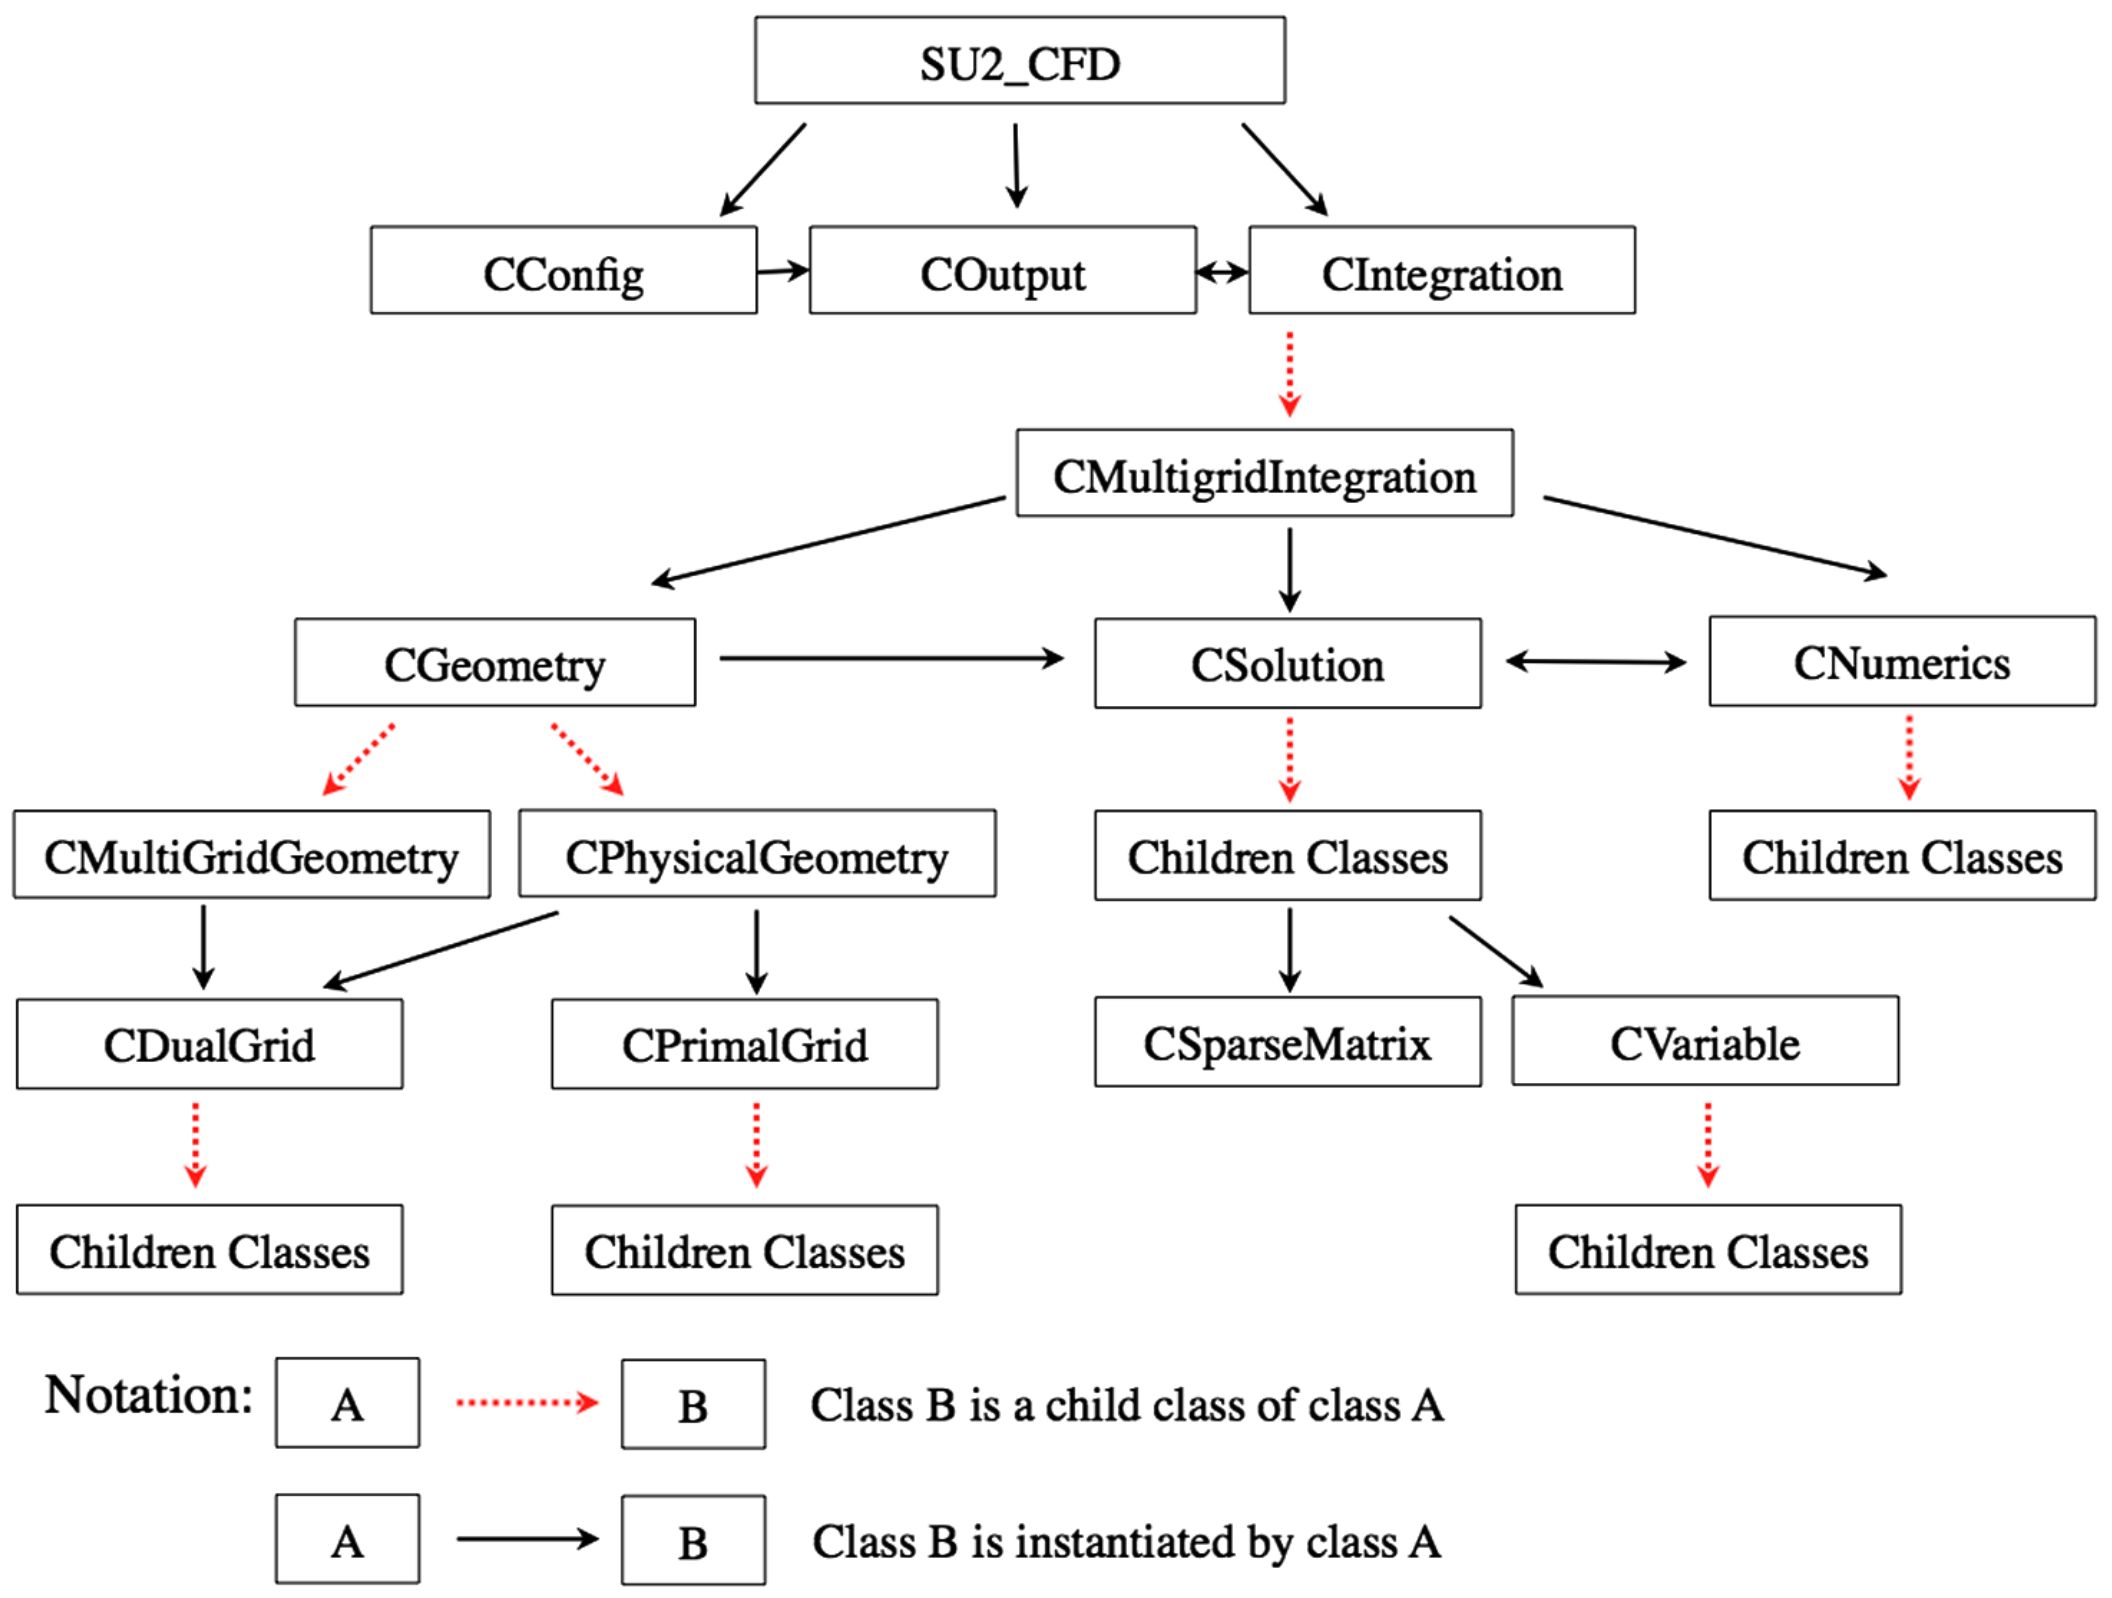 SU2_CFD
CConfig
COutput
CIntegration
CMultigridIntegration
CGeometry
CSolution
CNumerics
CMultiGridGeometry
CPhysicalGeometry
Children Classes
Children Classes
CDualGrid
CPrimalGrid
CSparseMatrix
CVariable
Children Classes
Children Classes
Children Classes
Notation:
A
B
Class B is a child class of class A
A
B
Class B is instantiated by class A